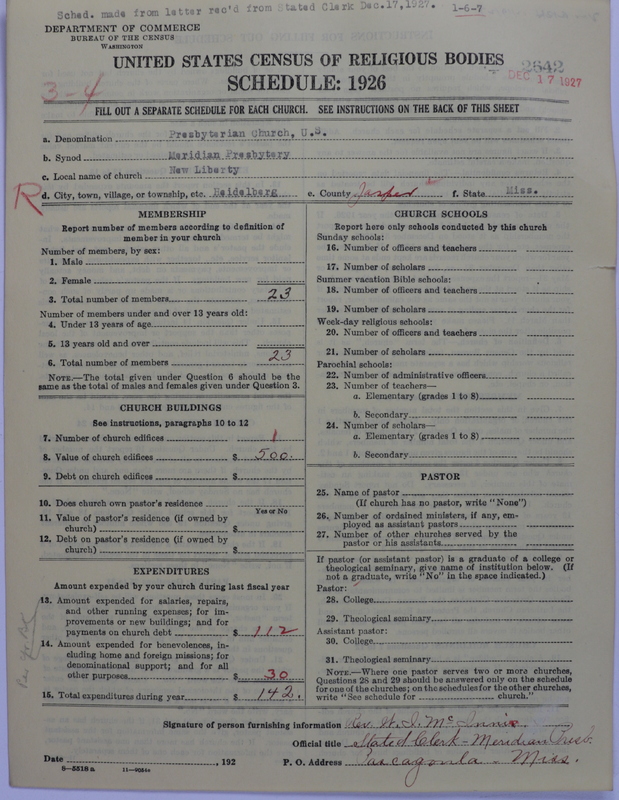 Sched. made from letter rec'd from Stated Clerk Dec.17,1927. 1-6-7
DEPARTMENT OF COMMERCE
BUREAU OF THE CENSUS
WASHINGTON
UNITED STATES CENSUS OF RELIGIOUS BODIES
2642
SCHEDULE: 1926
DEC 17 1927
3-4
FILL OUT A SEPARATE SCHEDULE FOR EACH CHURCH. SEE INSTRUCTIONS ON THE BACK OF THIS SHEET
a. Denomination Presbyterian Church, U.S.
b. Synod Meridian Presbytery
c. Local name of church New Liberty
R
d. City, town, village, or township, etc. Heidelberg e. County Jasper f. State Miss.
MEMBERSHIP
Report number of members according to definition of
member in your church
Number of members, by sex:
1. Male
2. Female
3. Total number of members 23
Number of members under and over 13 years old:
4. Under 13 years of age
5. 13 years old and over
6. Total number of members 23
NOTE.—The total given under Question 6 should be the
same as the total of males and females given under Question 3.
CHURCH BUILDINGS
See instructions, paragraphs 10 to 12
7. Number of church edifices 1
8. Value of church edifices $ 500.
9. Debt on church edifices $
10. Does church own pastor's residence
Yes or No
11. Value of pastor's residence (if owned by
church) $
12. Debt on pastor's residence (if owned by
church) $
EXPENDITURES
Amount expended by your church during last fiscal year
13. Amount expended for salaries, repairs,
and other running expenses; for im-
provements or new buildings; and for
payments on church debt $ 112
14. Amount expended for benevolences, in-
cluding home and foreign missions; for
denominational support; and for all
other purposes $ 30
15. Total expenditures during year $ 142.
CHURCH SCHOOLS
Report here only schools conducted by this church
Sunday schools:
16. Number of officers and teachers
17. Number of scholars
Summer vacation Bible schools:
18. Number of officers and teachers
19. Number of scholars
Week-day religious schools:
20. Number of officers and teachers
21. Number of scholars
Parochial schools:
22. Number of administrative officers
23. Number of teachers—
a. Elementary (grades 1 to 8)
b. Secondary
24. Number of scholars—
a. Elementary (grades 1 to 8)
b. Secondary
PASTOR
25. Name of pastor
(If church has no pastor, write "None")
26. Number of ordained ministers, if any, em-
ployed as assistant pastors
27. Number of other churches served by the
pastor or his assistants
If pastor (or assistant pastor) is a graduate of a college or
theological seminary, give name of institution below. (If
not a graduate, write "No" in the space indicated.)
Pastor:
28. College
29. Theological seminary
Assistant pastor:
30. College
31. Theological seminary
NOTE.—Where one pastor serves two or more churches,
Questions 28 and 29 should be answered only on the schedule
for one of the churches; on the schedules for the other churches,
write "See schedule for church."
Signature of person furnishing information Rev. W. I. McInnis.
Official title Stated Clerk - Meridian Presb.
Date , 192 P. O. Address Pascagoula - Miss.
8—5518 a 11—9051